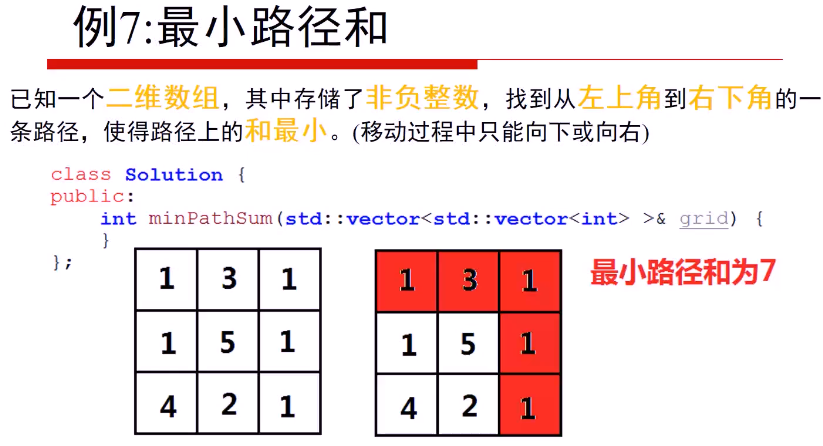 例7:最小路径和
已知一个二维数组，其中存储了非负整数，找到从左上角到右下角的一
条路径，使得路径上的和最小。(移动过程中只能向下或向右)
class Solution {
public:
    int minPathSum(std::vector<std::vector<int> >& grid) {
    }
};
1 3 1
1 5 1
4 2 1
1 3 1
1 5 1
4 2 1
最小路径和为7